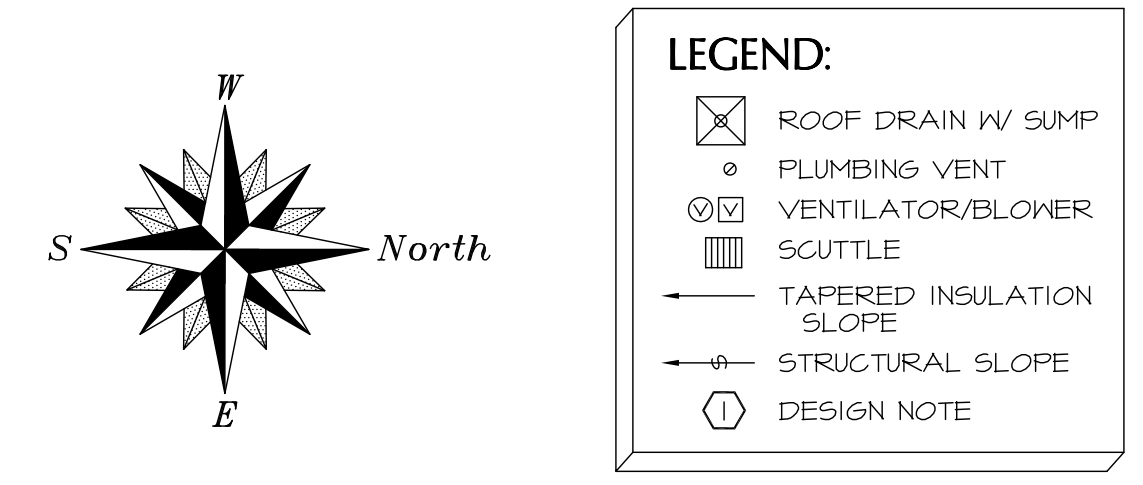 W
S
North
E
LEGEND:
ROOF DRAIN W/ SUMP
PLUMBING VENT
V V VENTILATOR/BLOWER
SCUTTLE
TAPERED INSULATION
SLOPE
S STRUCTURAL SLOPE
1 DESIGN NOTE